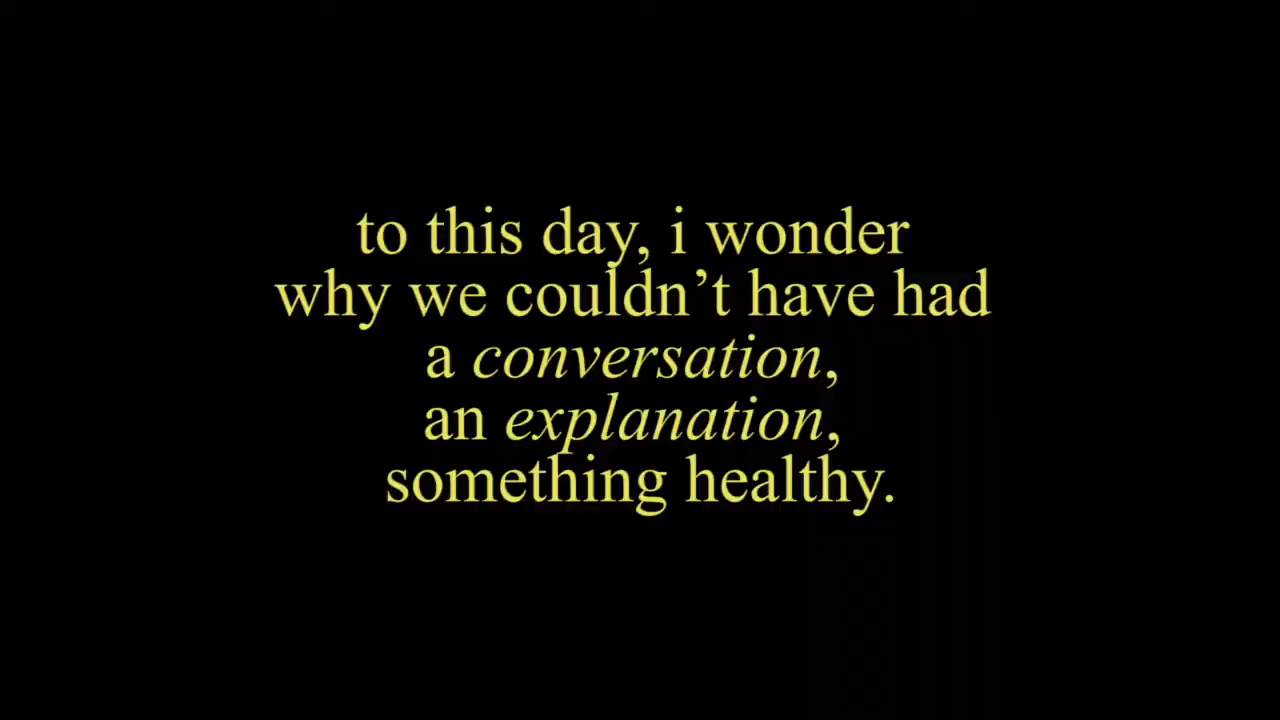 to this day, i wonder
why we couldn’t have had
a conversation,
an explanation,
something healthy.